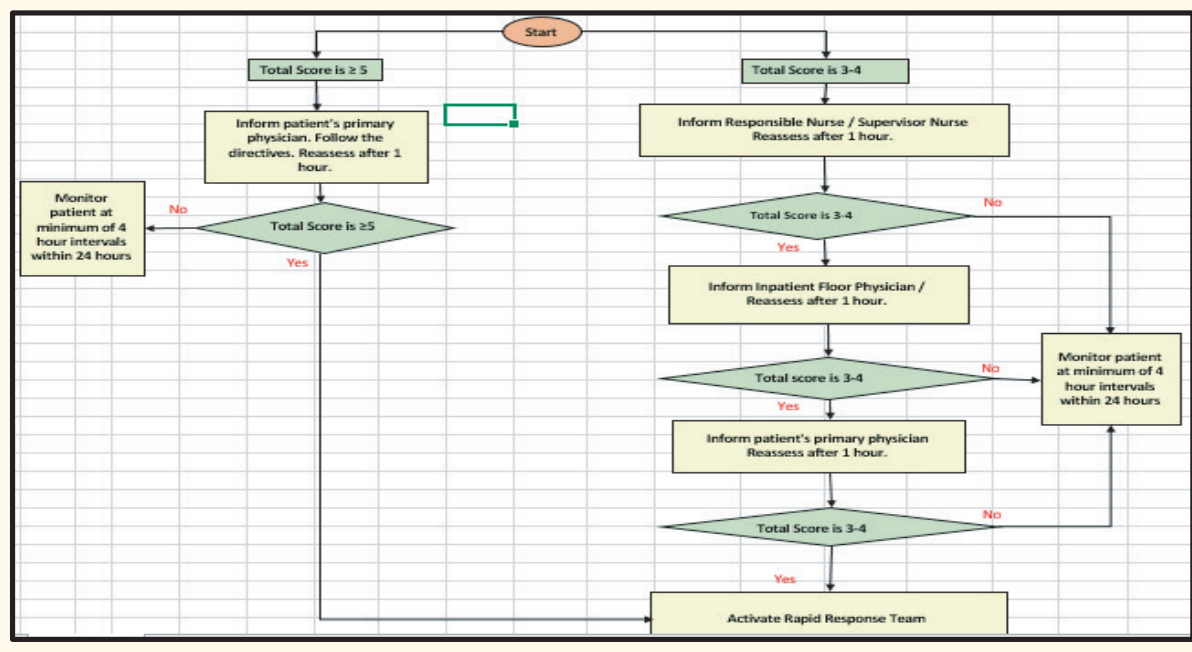 Start
Total Score is ≥ 5
Total Score is 3-4
Inform patient's primary
physician. Follow the
directives. Reassess after 1
hour.
Inform Responsible Nurse / Supervisor Nurse
Reassess after 1 hour.
Monitor
patient at
minimum of 4
hour intervals
within 24 hours
No
Total Score is ≥5
Yes
Total Score is 3-4
No
Yes
Inform Inpatient Floor Physician /
Reassess after 1 hour.
Total score is 3-4
No
Yes
Monitor patient
at minimum of 4
hour intervals
within 24 hours
Inform patient's primary physician
Reassess after 1 hour.
Total Score is 3-4
No
Yes
Activate Rapid Response Team